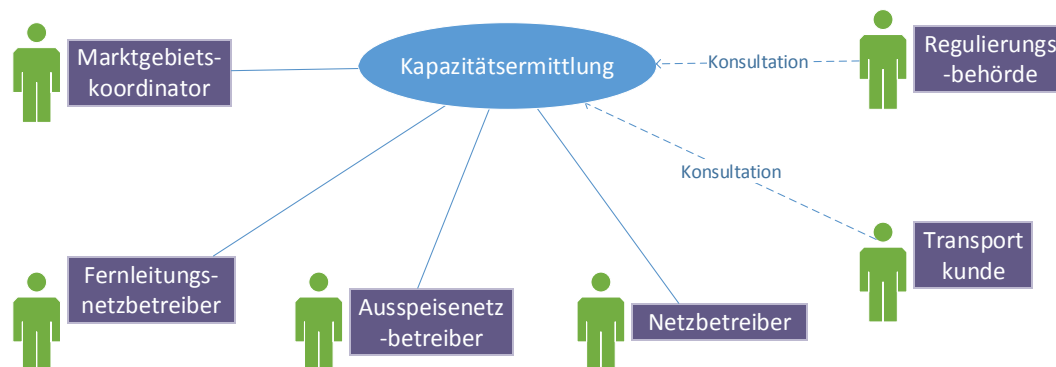 Marktgebiets-
koordinator
Kapazitätsermittlung
Konsultation
Regulierungs
-behörde
Konsultation
Transport
kunde
Fernleitungs-
netzbetreiber
Ausspeisenetz
-betreiber
Netzbetreiber